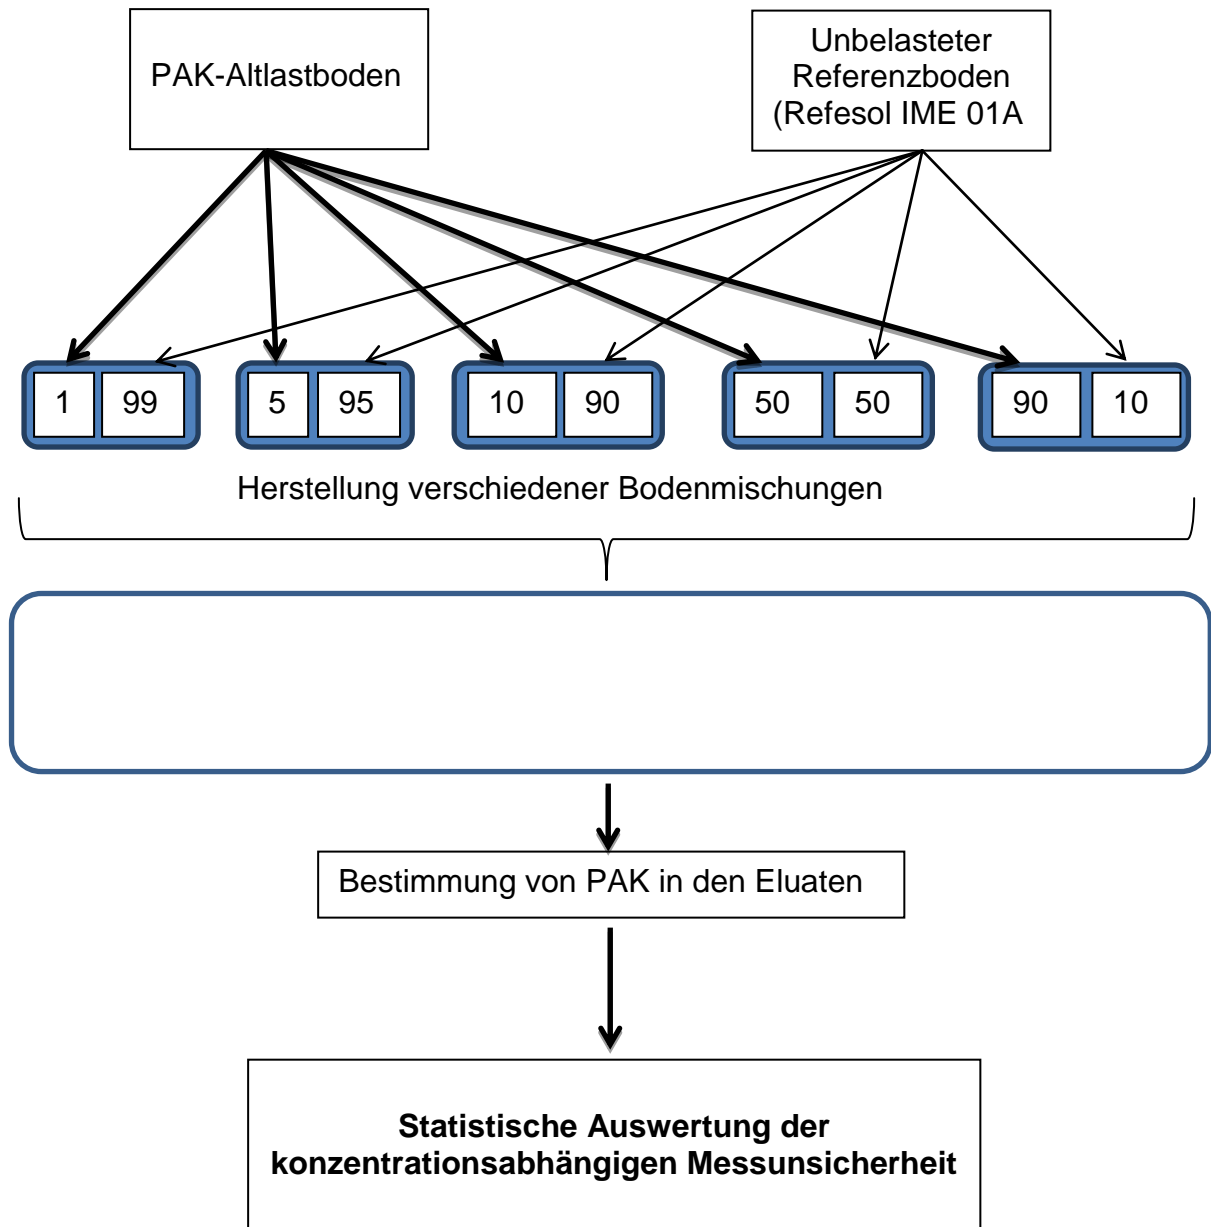 PAK-Altlastboden
Unbelasteter
Referenzboden
(Refesol IME 01A
1 99 5 95 10 90 50 50 90 10
Herstellung verschiedener Bodenmischungen
Bestimmung von PAK in den Eluaten
Statistische Auswertung der
konzentrationsabhängigen Messunsicherheit